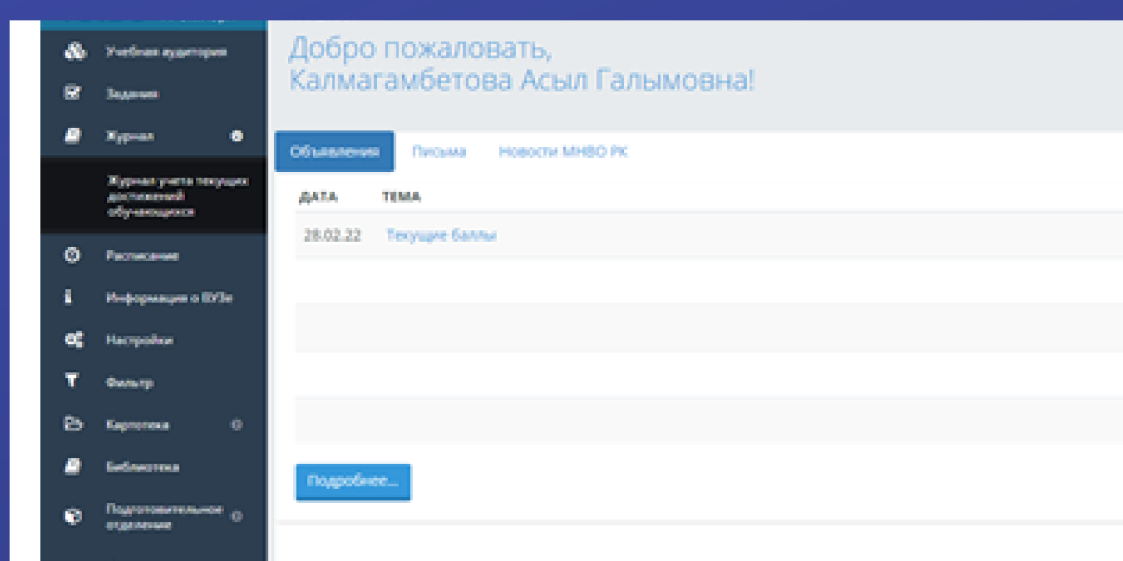 Учебная аудитория
Задания
Журнал
Журнал учета текущих
достижений
обучающихся
Расписание
Информация о ВУЗе
Настройки
Фильтр
Картотека
Библиотека
Подготовительное
отделение
Добро пожаловать,
Калмагамбетова Асыл Галымовна!
Объявления Письма Новости МНВО РК
ДАТА ТЕМА
28.02.22 Текущие баллы
Подробнее...